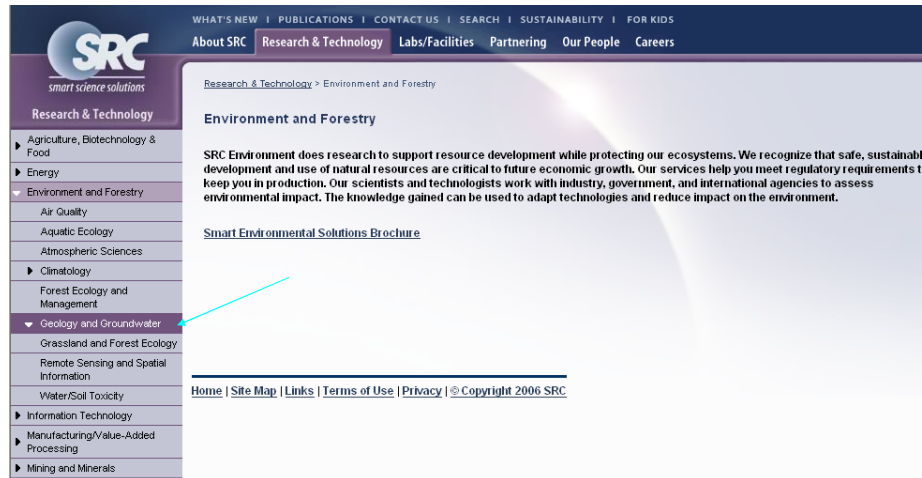 WHAT'S NEW | PUBLICATIONS | CONTACT US | SEARCH | SUSTAINABILITY | FOR KIDS
About SRC Research & Technology Labs/Facilities Partnering Our People Careers
SRC
smart science solutions
Research & Technology
Agriculture, Biotechnology &
Food
Energy
Environment and Forestry
Air Quality
Aquatic Ecology
Atmospheric Sciences
Climatology
Forest Ecology and
Management
Geology and Groundwater
Grassland and Forest Ecology
Remote Sensing and Spatial
Information
Water/Soil Toxicity
Information Technology
Manufacturing/Value-Added
Processing
Mining and Minerals
Research & Technology > Environment and Forestry
Environment and Forestry
SRC Environment does research to support resource development while protecting our ecosystems. We recognize that safe, sustainabl
development and use of natural resources are critical to future economic growth. Our services help you meet regulatory requirements t
keep you in production. Our scientists and technologists work with industry, government, and international agencies to assess
environmental impact. The knowledge gained can be used to adapt technologies and reduce impact on the environment.
Smart Environmental Solutions Brochure
Home | Site Map | Links | Terms of Use | Privacy | © Copyright 2006 SRC